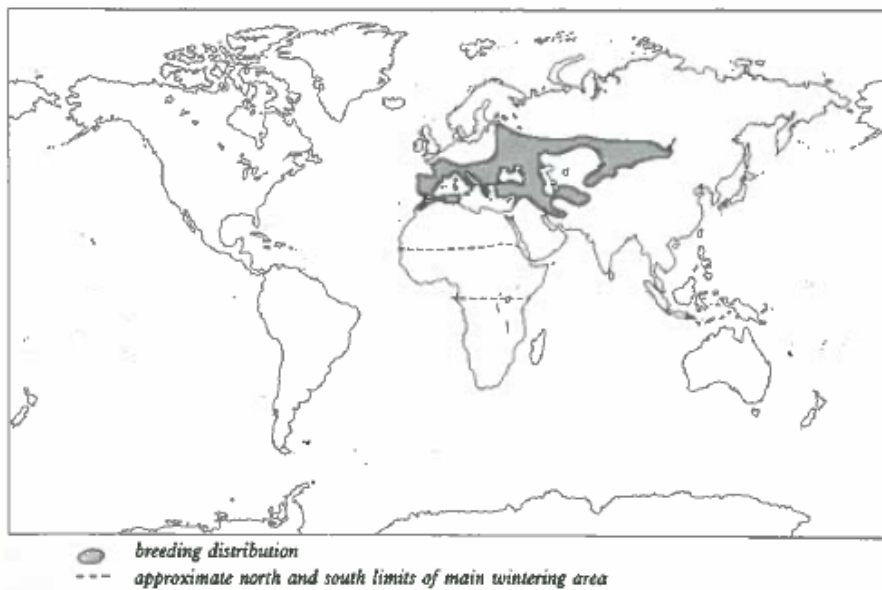 breeding distribution
approximate north and south limits of main wintering area